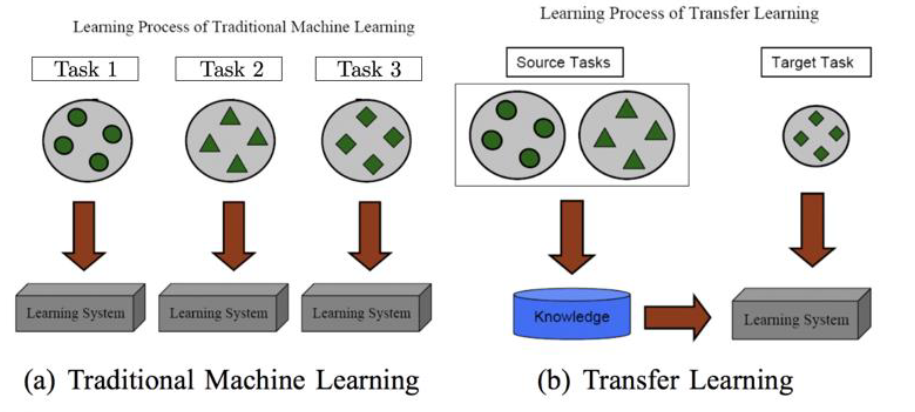 Learning Process of Traditional Machine Learning
Task 1
Task 2
Task 3
Learning System
Learning System
Learning System
(a) Traditional Machine Learning
Learning Process of Transfer Learning
Source Tasks
Target Task
Knowledge
Learning System
(b) Transfer Learning